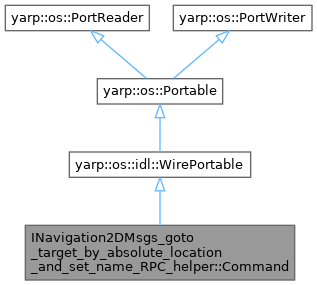 yarp::os::PortReader
yarp::os::PortWriter
yarp::os::Portable
yarp::os::idl::WirePortable
INavigation2DMsgs_goto
_target_by_absolute_location
_and_set_name_RPC_helper::Command